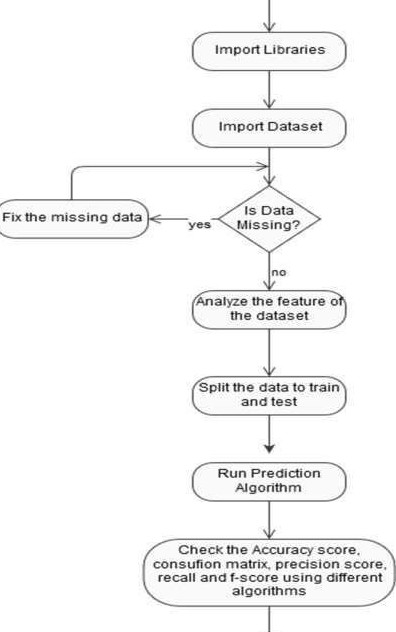 Import Libraries
Import Dataset
Is Data
Missing?
Fix the missing data
yes
no
Analyze the feature of
the dataset
Split the data to train
and test
Run Prediction
Algorithm
Check the Accuracy score,
consufion matrix, precision score,
recall and f-score using different
algorithms